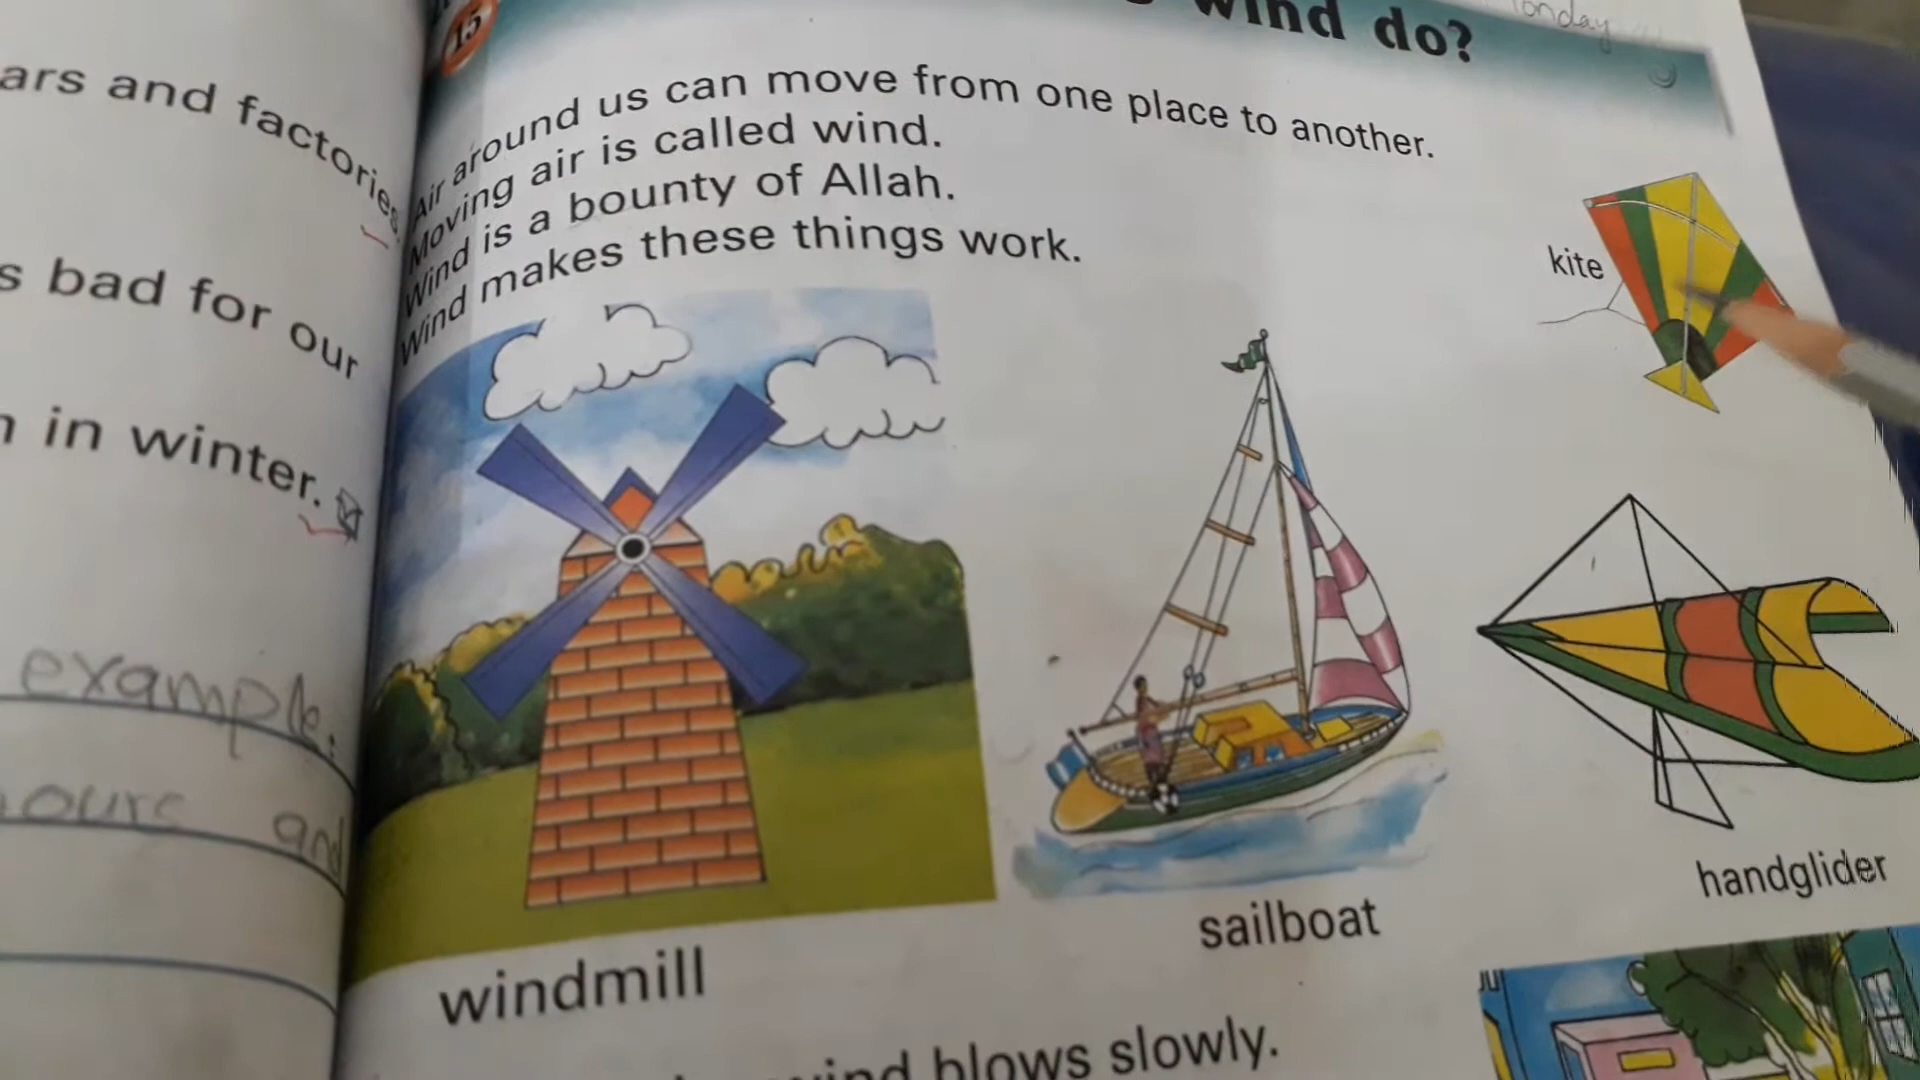 ars and factories.
s bad for our
in winter.
example.
and
15
wind do?
Monday
Air around us can move from one place to another.
Moving air is called wind.
Wind is a bounty of Allah.
Wind makes these things work.
kite
windmill
sailboat
handglider
wind blows slowly.